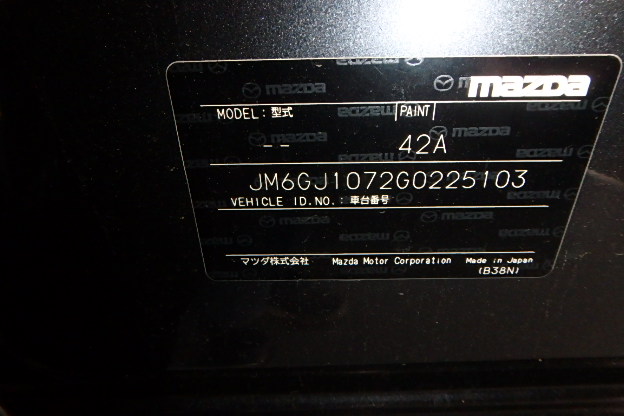 mazda
MODEL : 型式 PAINT
-- 42A
JM6GJ1072G0225103
VEHICLE ID.NO. : 車台番号
マツダ株式会社 Mazda Motor Corporation Made in Japan
(B38N)